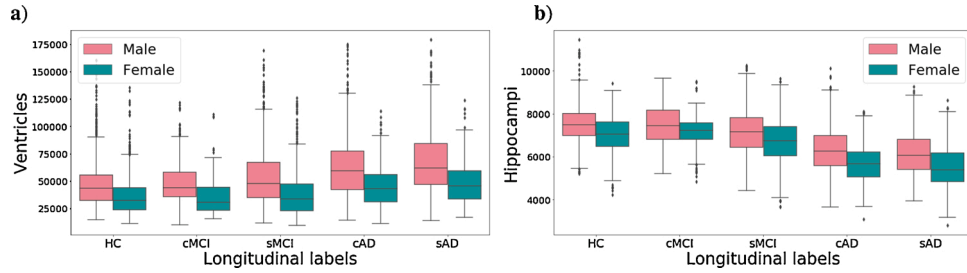 a)
175000
150000
125000
100000
75000
50000
25000
Ventricles
Male
Female
HC cMCI sMCI cAD sAD
Longitudinal labels
b)
10000
8000
6000
4000
Hippocampi
Male
Female
HC cMCI sMCI cAD sAD
Longitudinal labels